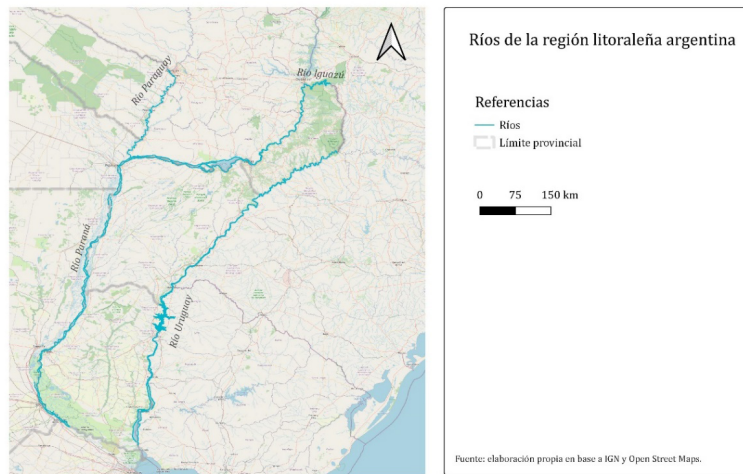 Ríos de la región litoraleña argentina
Referencias
Ríos
Límite provincial
0 75 150 km
Río Iguazú
Río Paraguay
Río Paraná
Río Uruguay
Fuente: elaboración propia en base a IGN y Open Street Maps.